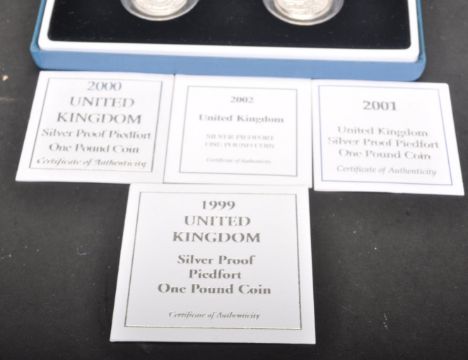 2000
UNITED
KINGDOM
Silver Proof Piedfort
One Pound Coin
Certificate of Authenticity
2002
United Kingdom
SILVER PIEDFORT
ONE POUND COIN
Certificate of Authenticity
2001
United Kingdom
Silver Proof Piedfort
One Pound Coin
Certificate of Authenticity
1999
UNITED
KINGDOM
Silver Proof
Piedfort
One Pound Coin
Certificate of Authenticity